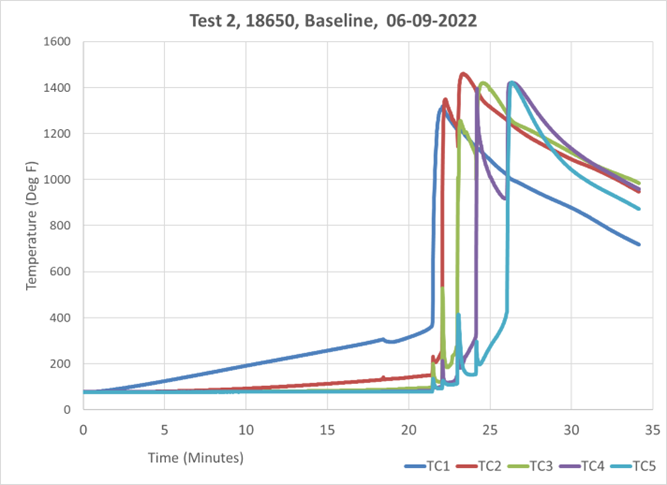 Test 2, 18650, Baseline, 06-09-2022
1600
1400
1200
1000
800
600
400
200
0
Temperature (Deg F)
0 5 10 15 20 25 30 35
Time (Minutes)
TC1 TC2 TC3 TC4 TC5